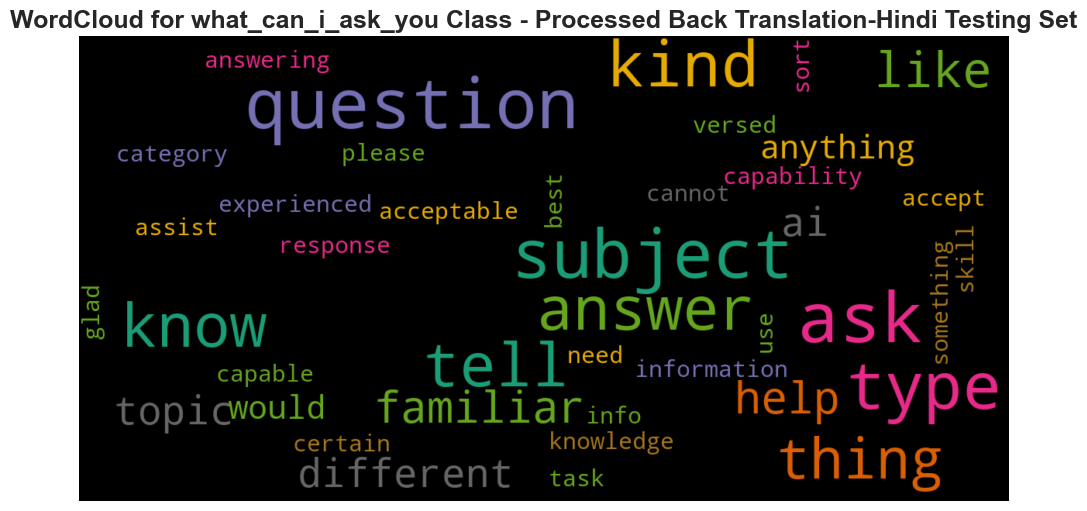 WordCloud for what_can_i_ask_you Class - Processed Back Translation-Hindi Testing Set
answering
kind
sort
like
question
versed
anything
category
please
capability
experienced
acceptable
best
cannot
accept
assist
response
ai
subject
something
skill
glad
know
answer
use
ask
tell
need
information
capable
type
topic
would
familiar
info
help
certain
knowledge
thing
different
task